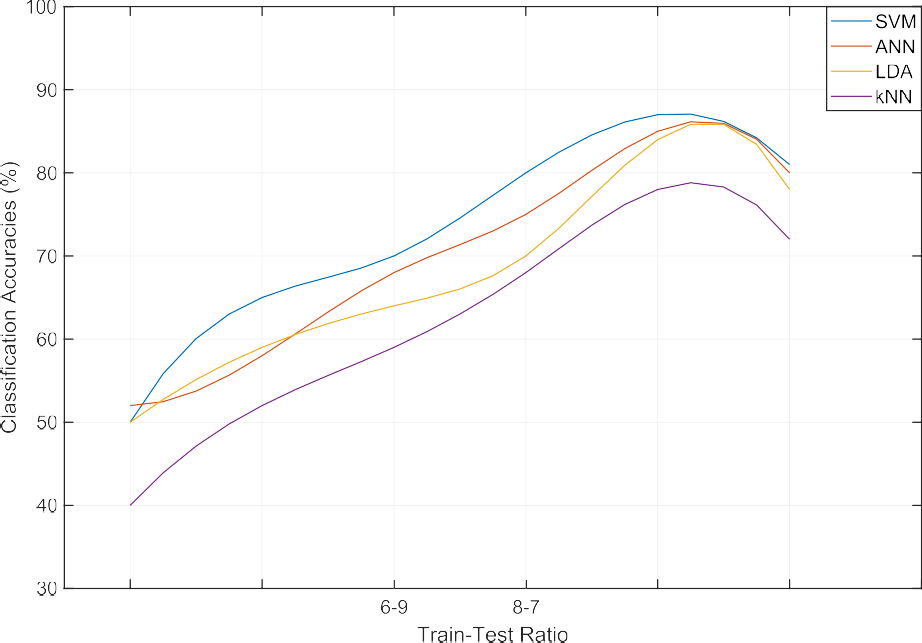 100
90
80
70
60
50
40
30
Classification Accuracies (%)
6-9
8-7
Train-Test Ratio
SVM
ANN
LDA
kNN